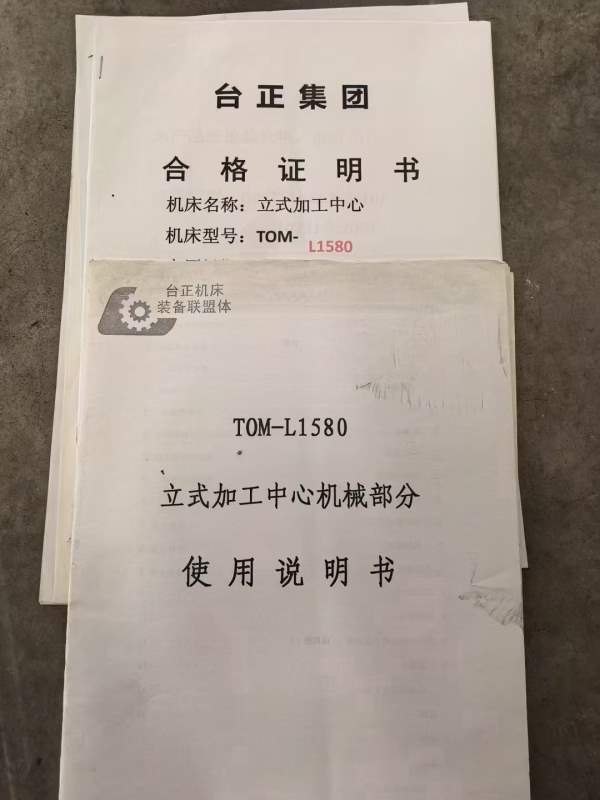 台正集团
合格证明书
机床名称：立式加工中心
机床型号：TOM-L1580
台正机床
装备联盟体
TOM-L1580
立式加工中心机械部分
使用说明书